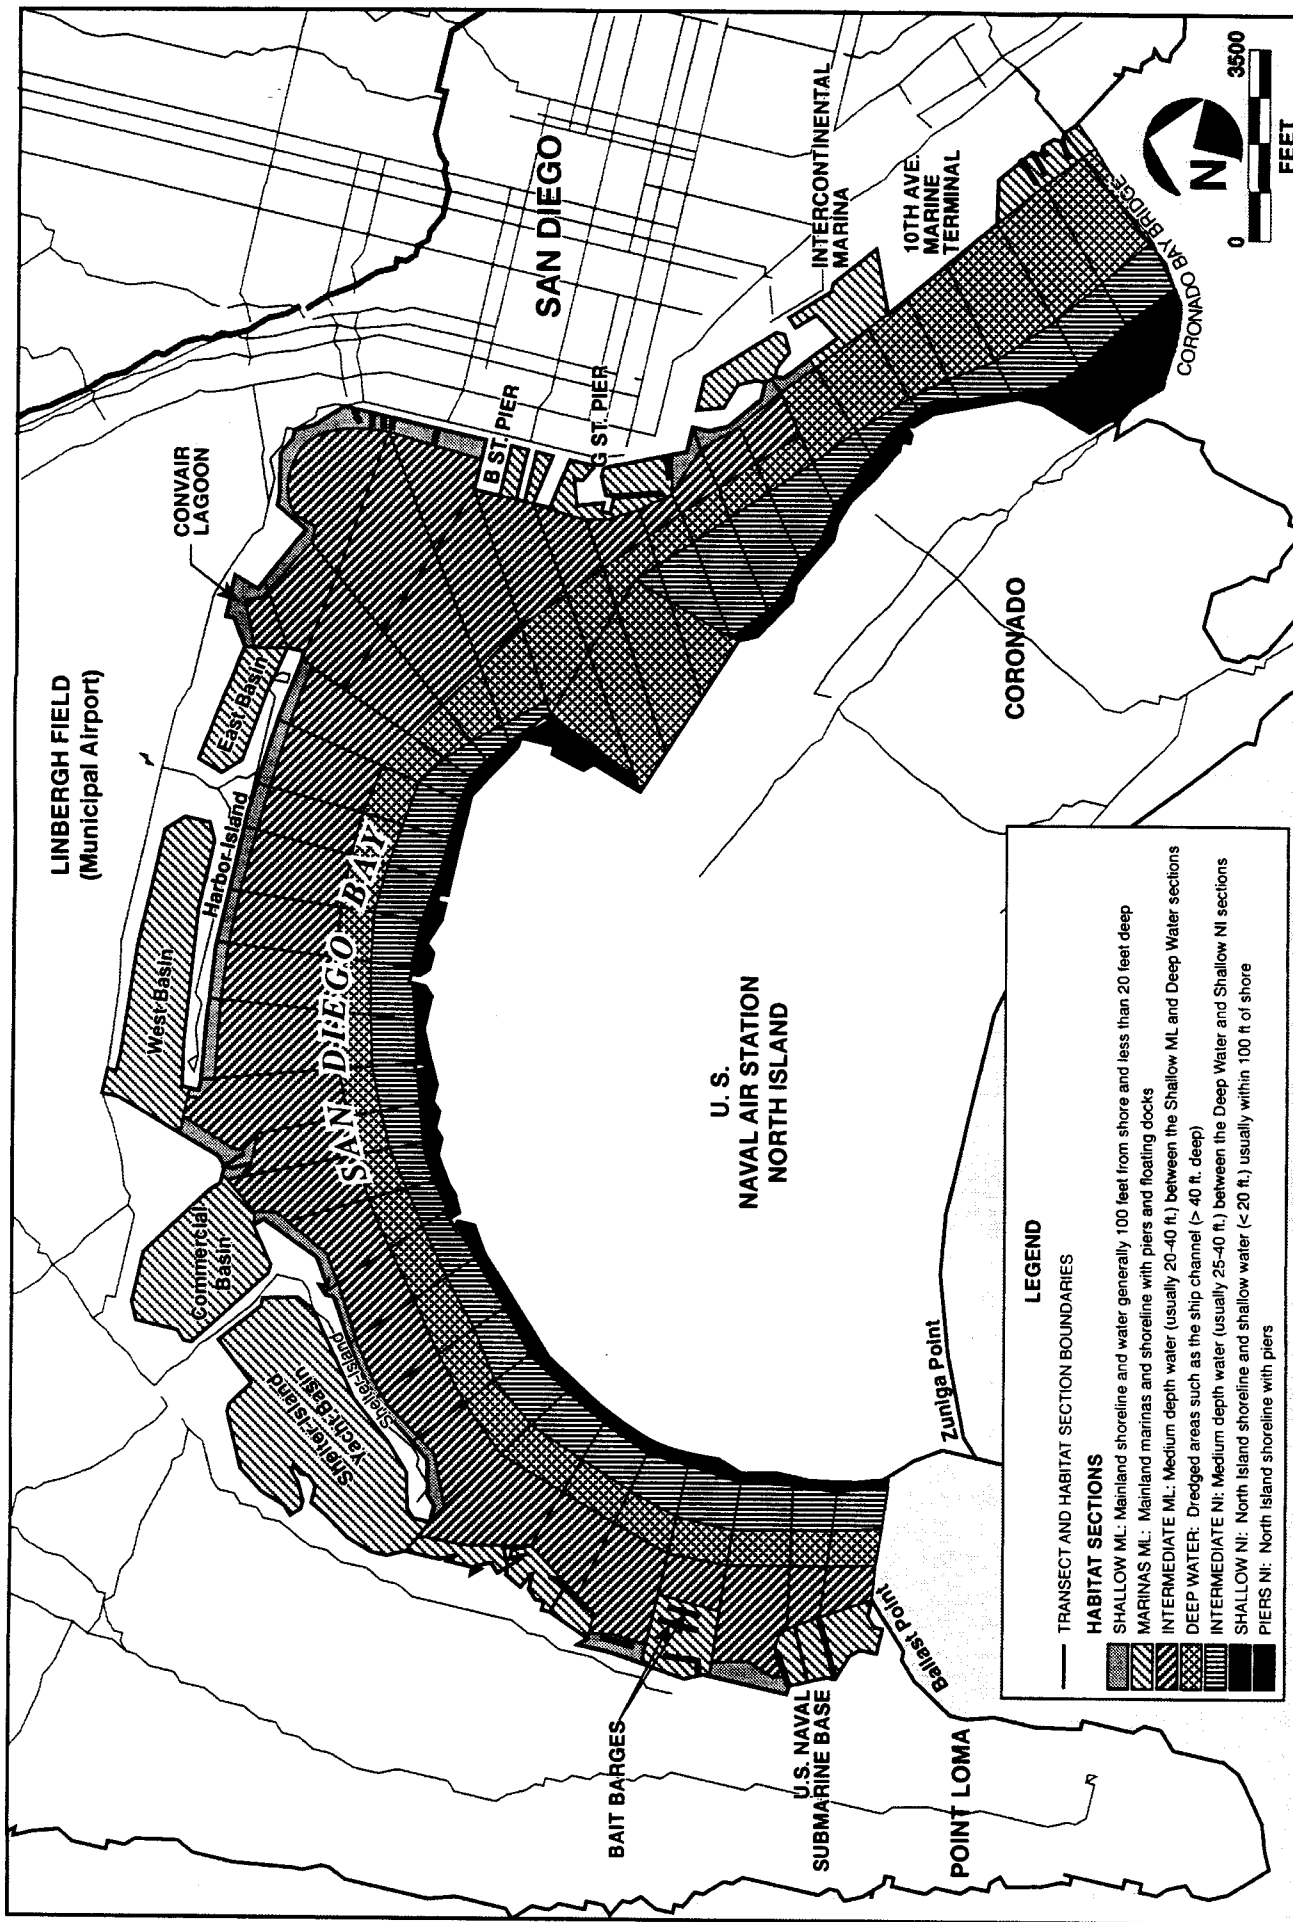 LINBERGH FIELD
(Municipal Airport)
CONVAIR
LAGOON
SAN DIEGO
West Basin
East Basin
Harbor Island
Commercial
Basin
Shelter Island
Yacht Basin
Shelter Island
SAN DIEGO BAY
B ST. PIER
G ST. PIER
INTERCONTINENTAL
MARINA
10TH AVE.
MARINE
TERMINAL
CORONADO BAY BRIDGE
CORONADO
U. S.
NAVAL AIR STATION
NORTH ISLAND
Zuniga Point
Ballast Point
BAIT BARGES
U.S. NAVAL
SUBMARINE BASE
POINT LOMA
N
0 3500
FEET
LEGEND
TRANSECT AND HABITAT SECTION BOUNDARIES
HABITAT SECTIONS
SHALLOW ML: Mainland shoreline and water generally 100 feet from shore and less than 20 feet deep
MARINAS ML: Mainland marinas and shoreline with piers and floating docks
INTERMEDIATE ML: Medium depth water (usually 20-40 ft.) between the Shallow ML and Deep Water sections
DEEP WATER: Dredged areas such as the ship channel (> 40 ft. deep)
INTERMEDIATE NI: Medium depth water (usually 25-40 ft.) between the Deep Water and Shallow NI sections
SHALLOW NI: North Island shoreline and shallow water (< 20 ft.) usually within 100 ft of shore
PIERS NI: North Island shoreline with piers